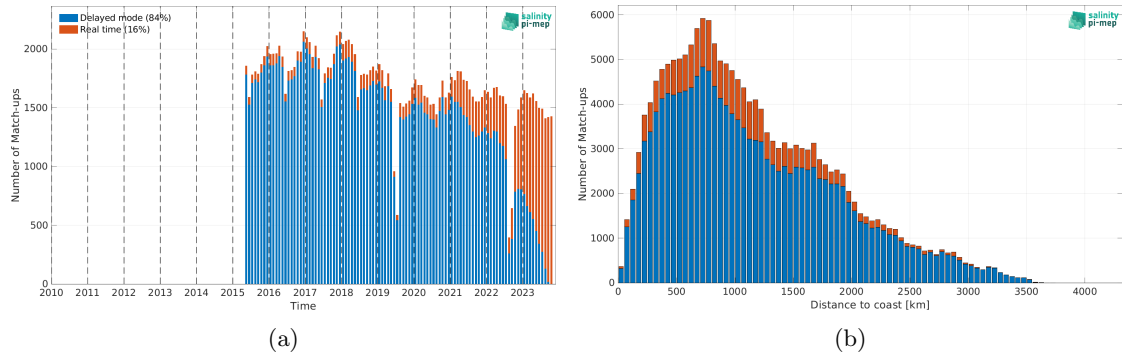 Delayed mode (84%)
Real time (16%)
salinity
pi-mep
Number of Match-ups
2000
1500
1000
500
0
2010 2011 2012 2013 2014 2015 2016 2017 2018 2019 2020 2021 2022 2023
Time
(a)
salinity
pi-mep
Number of Match-ups
6000
5000
4000
3000
2000
1000
0
0 500 1000 1500 2000 2500 3000 3500 4000
Distance to coast [km]
(b)